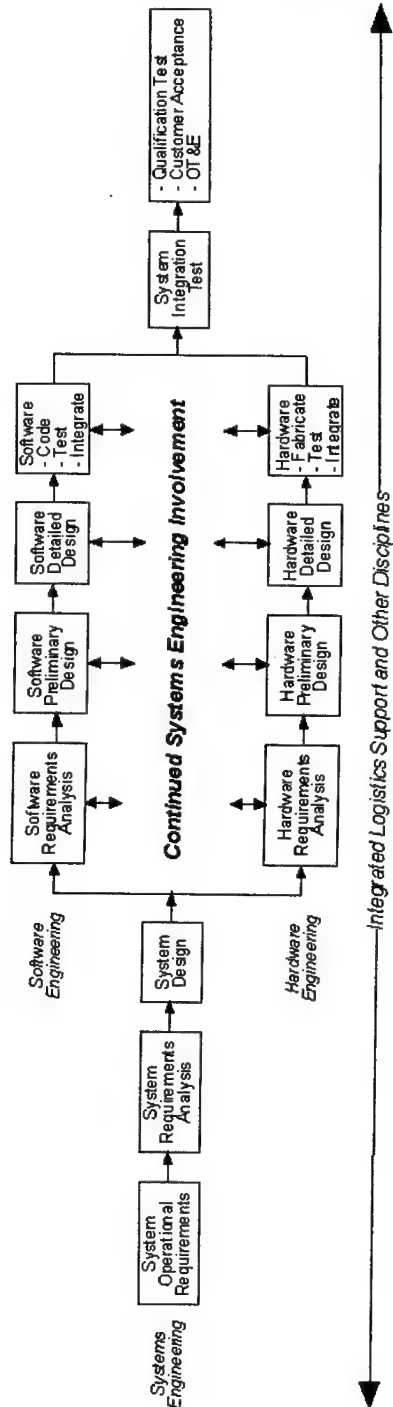 Systems
Engineering
System
Operational
Requirements
System
Requirements
Analysis
System
Design
Software
Engineering
Software
Requirements
Analysis
Software
Preliminary
Design
Software
Detailed
Design
Software
- Code
- Test
- Integrate
Continued Systems Engineering Involvement
Hardware
Engineering
Hardware
Requirements
Analysis
Hardware
Preliminary
Design
Hardware
Detailed
Design
Hardware
- Fabricate
- Test
- Integrate
System
Integration
Test
- Qualification Test
- Customer Acceptance
- OT&E
Integrated Logistics Support and Other Disciplines